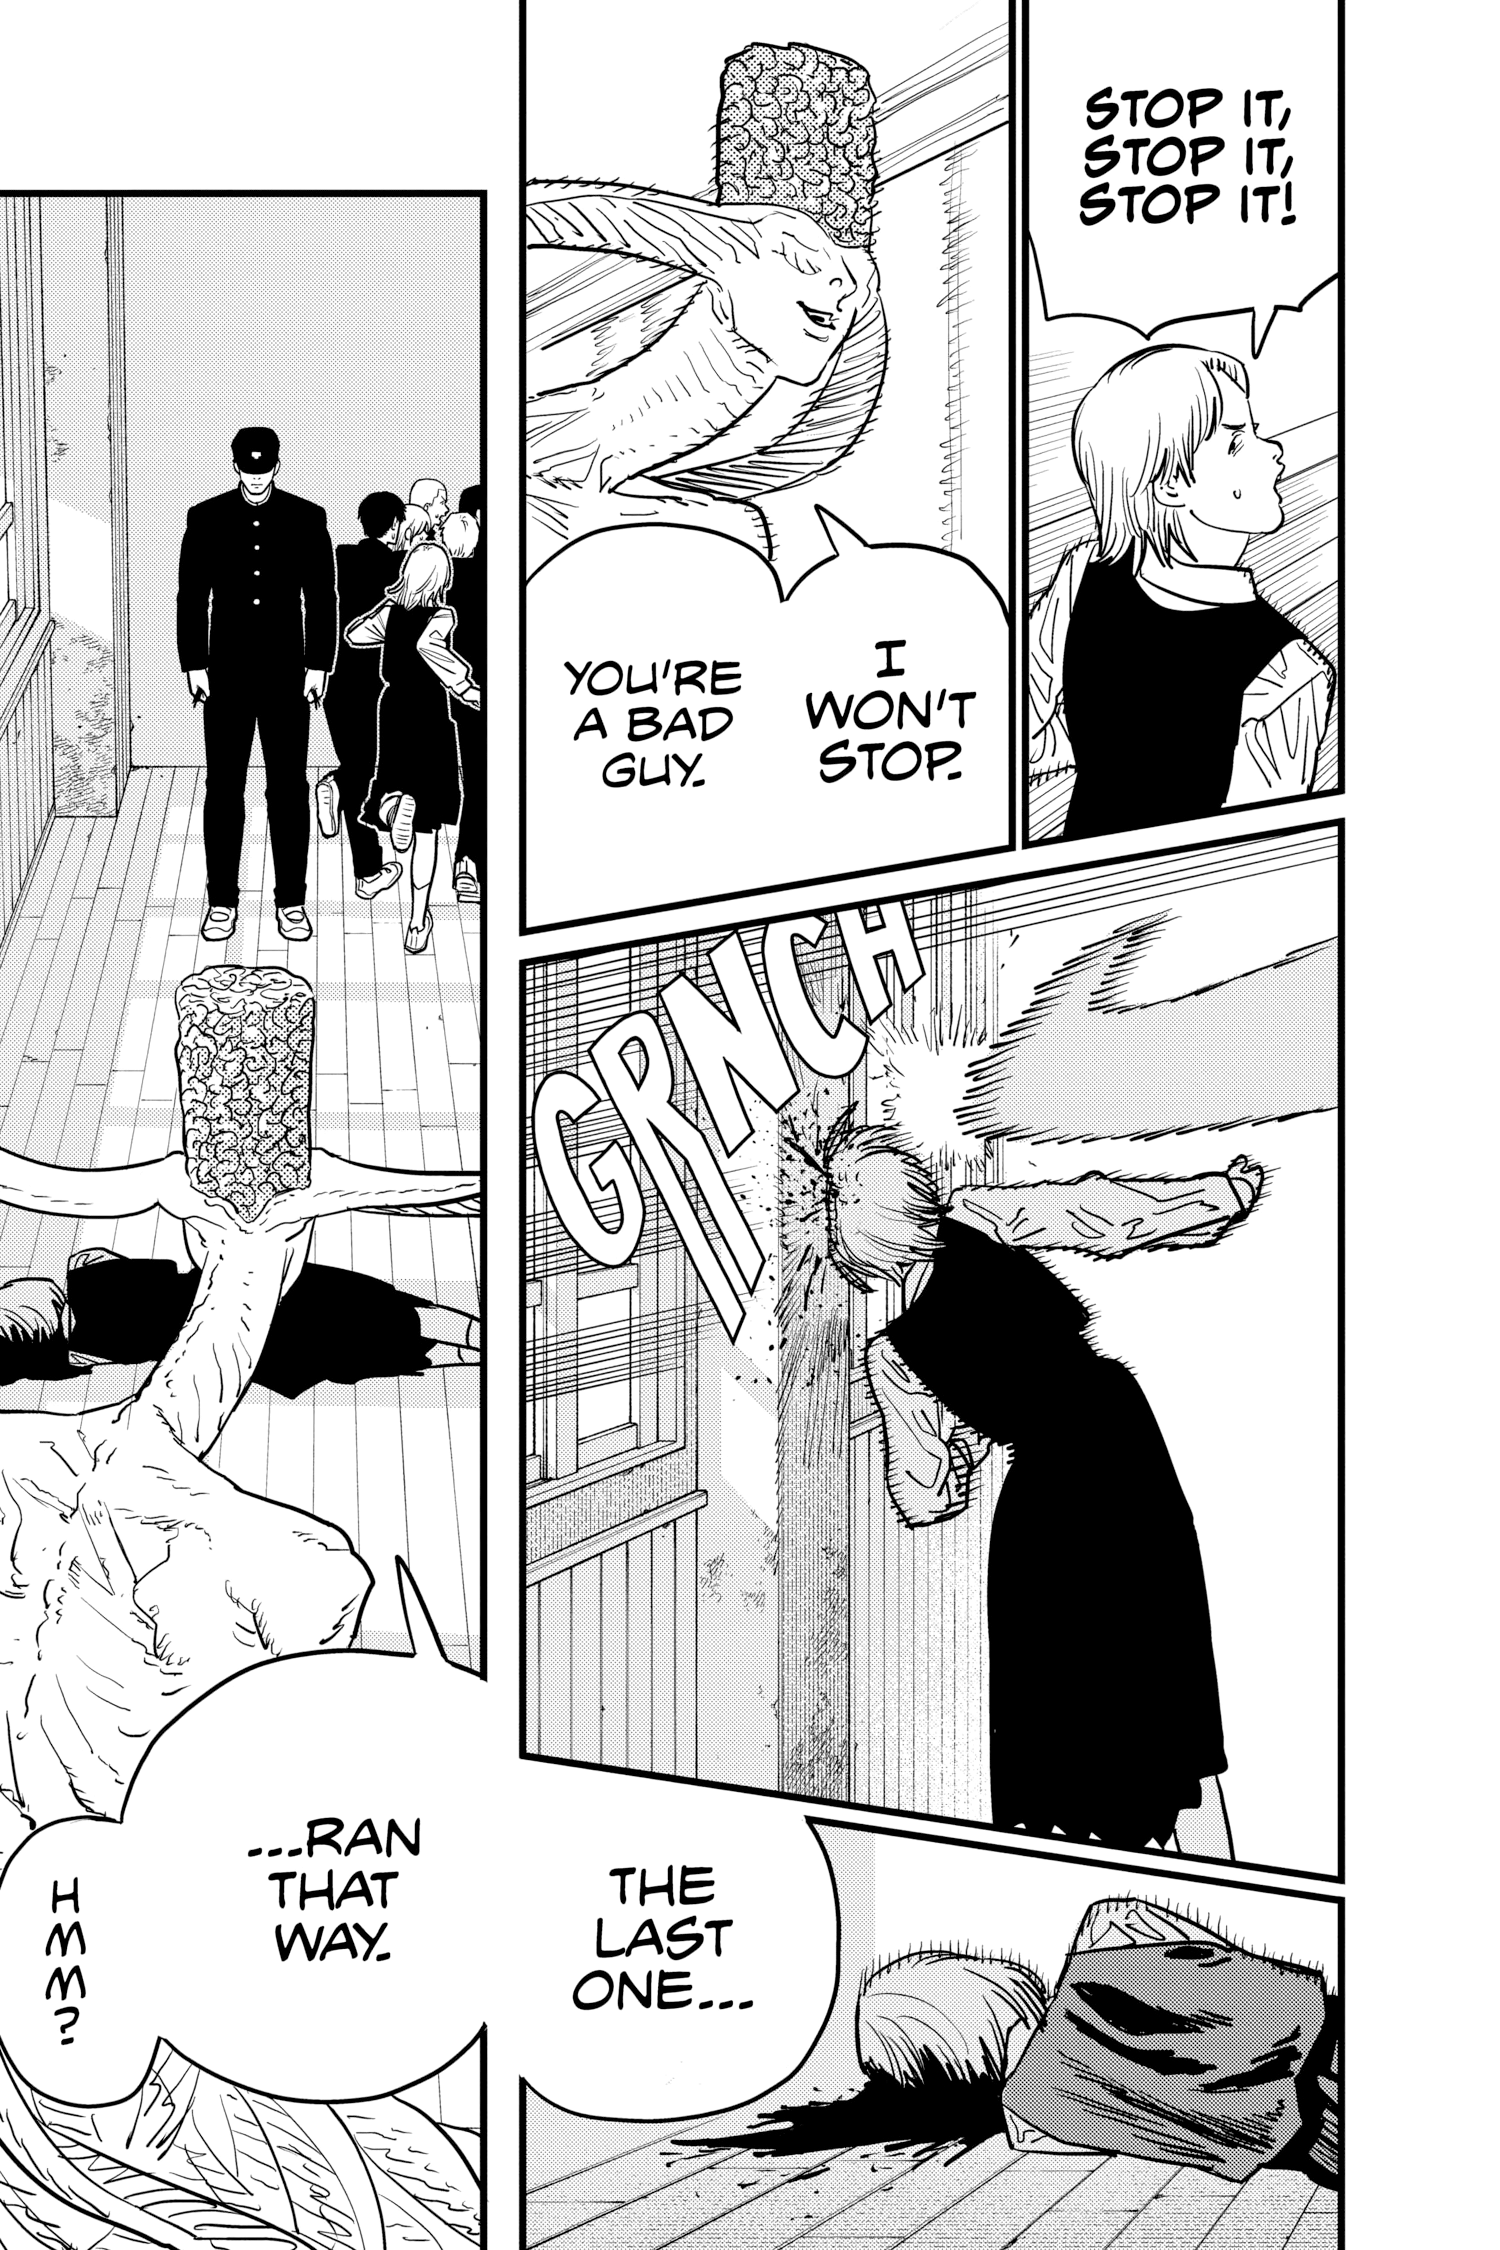 STOP IT,
STOP IT,
STOP IT!
I
WON'T
STOP.
YOU'RE
A BAD
GUY.
GRNCH
THE
LAST
ONE...
...RAN
THAT
WAY.
HMM?